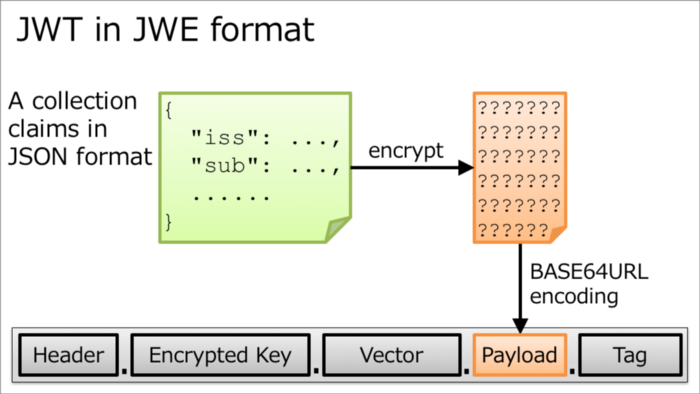 JWT in JWE format
A collection
claims in
JSON format
{
"iss": ...,
"sub": ...,
......
}
encrypt
???????
???????
???????
???????
???????
??????
BASE64URL
encoding
Header . Encrypted Key . Vector . Payload . Tag